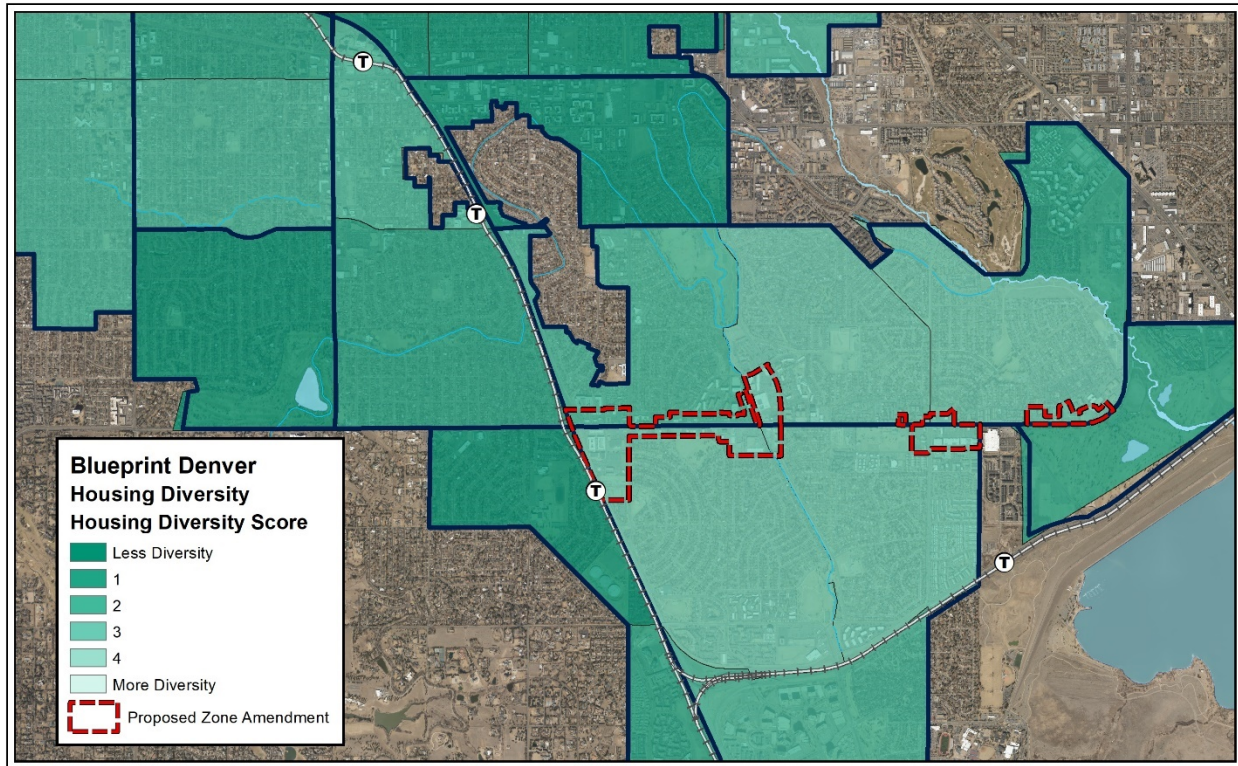 T
T
T
T
Blueprint Denver
Housing Diversity
Housing Diversity Score
Less Diversity
1
2
3
4
More Diversity
Proposed Zone Amendment